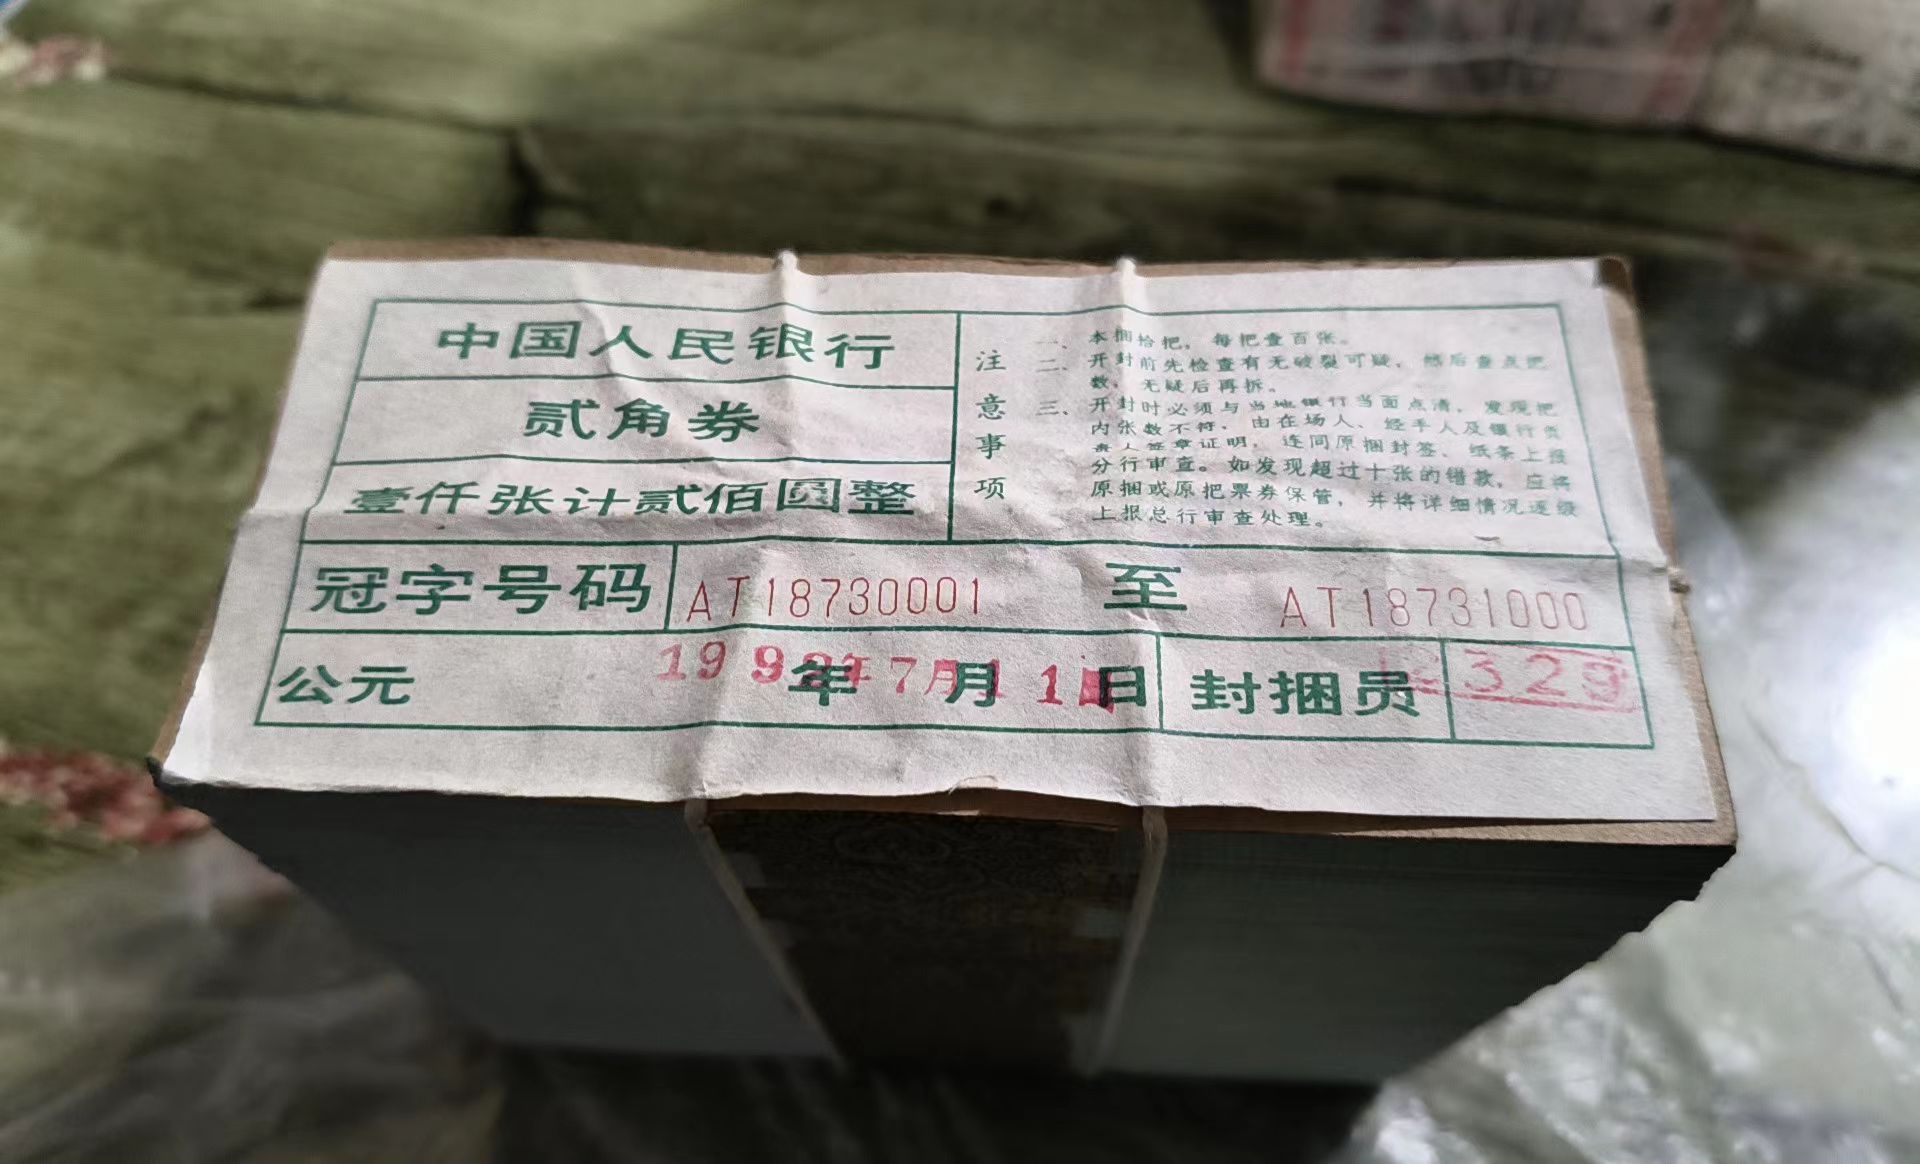 中国人民银行
贰角券
壹仟张计贰佰圆整
注意事项
一、本捆拾把，每把壹百张。
二、开封前先检查有无破裂可疑，然后查点把
数，无疑后再拆。
三、开封时必须与当地银行当面点清，发现把
内张数不符，由在场人、经手人及银行负
责人签章证明，连同原捆封签、纸条上报
分行审查。如发现超过十张的错款，应将
原捆或原把票券保管，并将详细情况逐级
上报总行审查处理。
冠字号码 AT18730001 至 AT18731000
公元 年 月 日 封捆员 329